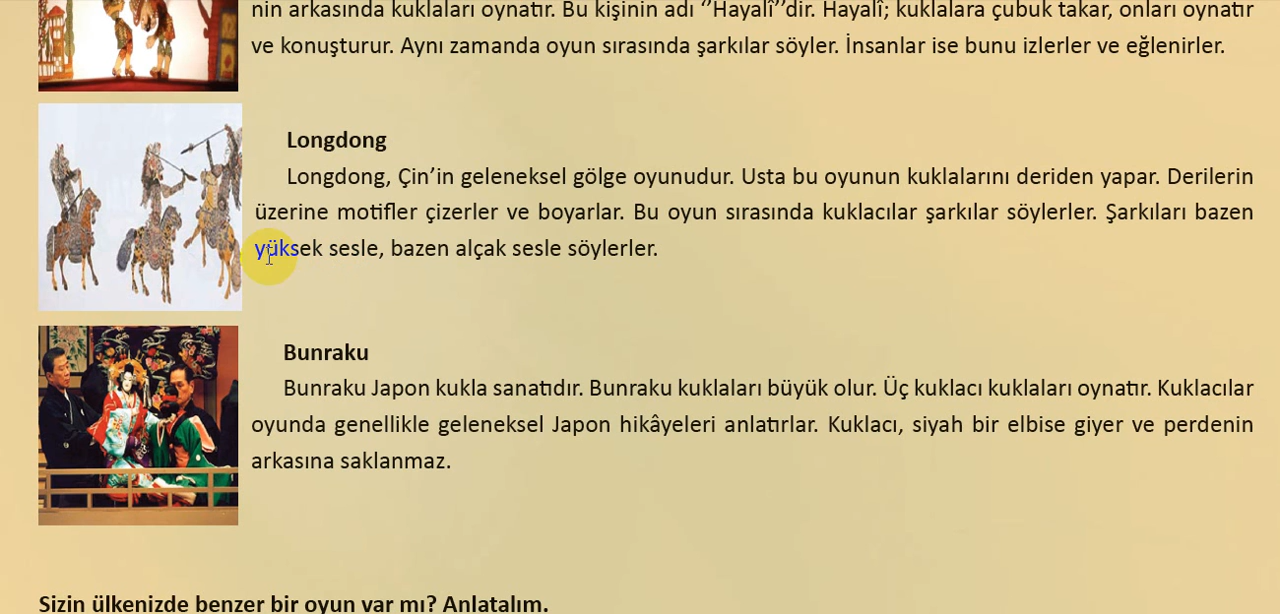 nin arkasında kuklaları oynatır. Bu kişinin adı ‘’Hayalî’’dir. Hayalî; kuklalara çubuk takar, onları oynatır
ve konuşturur. Aynı zamanda oyun sırasında şarkılar söyler. İnsanlar ise bunu izlerler ve eğlenirler.
Longdong
Longdong, Çin’in geleneksel gölge oyunudur. Usta bu oyunun kuklalarını deriden yapar. Derilerin
üzerine motifler çizerler ve boyarlar. Bu oyun sırasında kuklacılar şarkılar söylerler. Şarkıları bazen
yüksek sesle, bazen alçak sesle söylerler.
Bunraku
Bunraku Japon kukla sanatıdır. Bunraku kuklaları büyük olur. Üç kuklacı kuklaları oynatır. Kuklacılar
oyunda genellikle geleneksel Japon hikâyeleri anlatırlar. Kuklacı, siyah bir elbise giyer ve perdenin
arkasına saklanmaz.
Sizin ülkenizde benzer bir oyun var mı? Anlatalım.